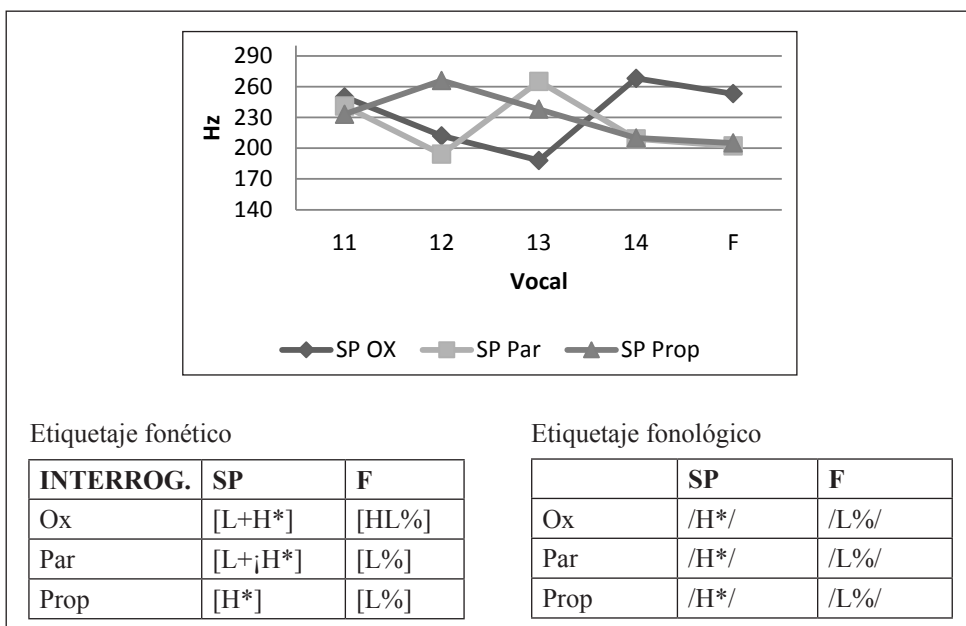 290
260
230
200
170
140
Hz
11 12 13 14 F
Vocal
SP OX SP Par SP Prop
Etiquetaje fonético
INTERROG. SP F
Ox [L+H*] [HL%]
Par [L+¡H*] [L%]
Prop [H*] [L%]
Etiquetaje fonológico
SP F
Ox /H*/ /L%/
Par /H*/ /L%/
Prop /H*/ /L%/